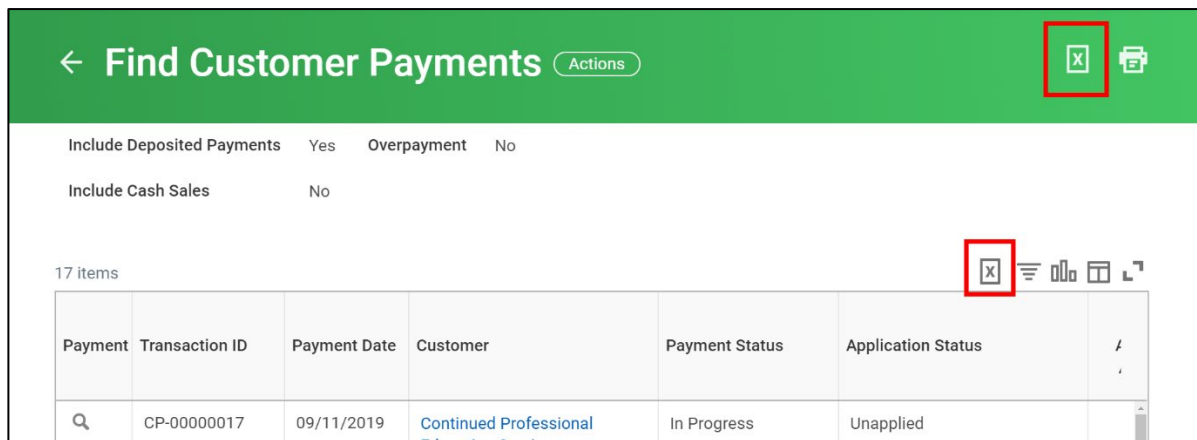 Find Customer Payments Actions
Include Deposited Payments Yes Overpayment No
Include Cash Sales No
17 items
Payment Transaction ID Payment Date Customer Payment Status Application Status
CP-00000017 09/11/2019 Continued Professional In Progress Unapplied